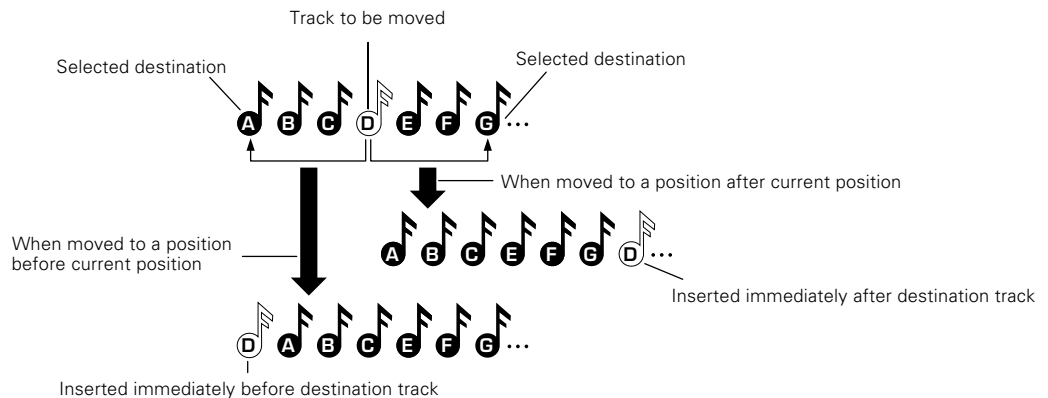 Track to be moved
Selected destination
Selected destination
A B C D E F G ...
When moved to a position after current position
A B C E F G D ...
When moved to a position
before current position
Inserted immediately after destination track
D A B C E F G ...
Inserted immediately before destination track